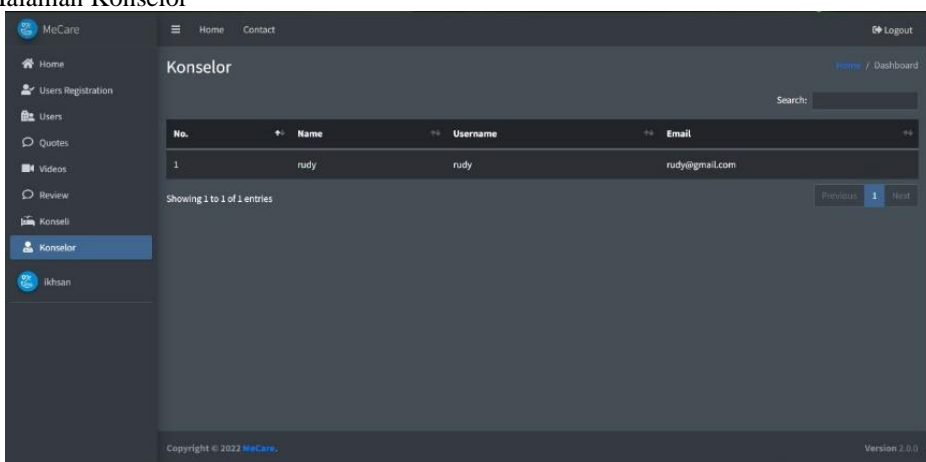 Halaman Konselor
MeCare
Home Contact
Logout
Home
Users Registration
Users
Quotes
Videos
Review
Konseli
Konselor
ikhsan
Konselor
Home / Dashboard
Search:
No. Name Username Email
1 rudy rudy rudy@gmail.com
Showing 1 to 1 of 1 entries
Previous 1 Next
Copyright © 2022 MeCare.
Version 2.0.0